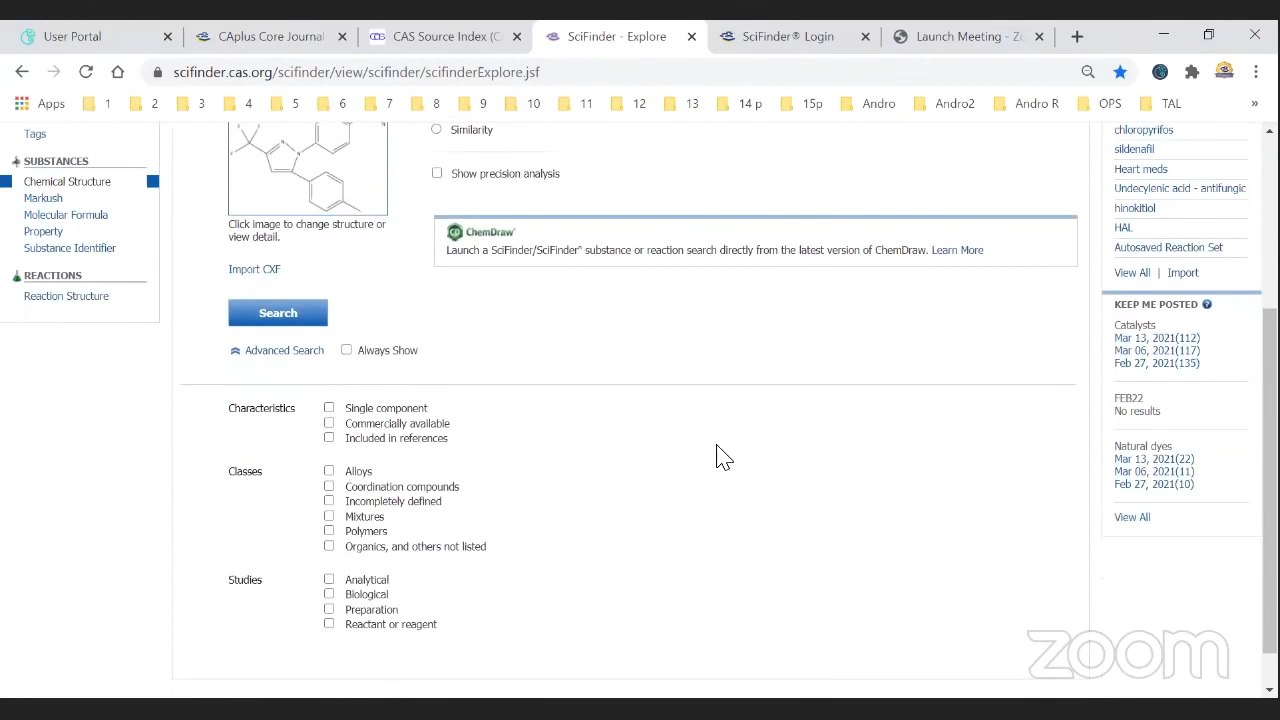 User Portal
CAplus Core Journal
CAS Source Index (C
SciFinder - Explore
SciFinder® Login
Launch Meeting - Zo
scifinder.cas.org/scifinder/view/scifinder/scifinderExplore.jsf
Apps 1 2 3 4 5 6 7 8 9 10 11 12 13 14 p 15p Andro Andro2 Andro R OPS TAL »
Tags
SUBSTANCES
Chemical Structure
Markush
Molecular Formula
Property
Substance Identifier
REACTIONS
Reaction Structure
Click image to change structure or
view detail.
Import CXF
Search
Advanced Search
Always Show
Similarity
Show precision analysis
ChemDraw®
Launch a SciFinder/SciFinderⁿ substance or reaction search directly from the latest version of ChemDraw. Learn More
Characteristics
Single component
Commercially available
Included in references
Classes
Alloys
Coordination compounds
Incompletely defined
Mixtures
Polymers
Organics, and others not listed
Studies
Analytical
Biological
Preparation
Reactant or reagent
chloropyrifos
sildenafil
Heart meds
Undecylenic acid - antifungic
hinokitiol
HAL
Autosaved Reaction Set
View All | Import
KEEP ME POSTED
Catalysts
Mar 13, 2021(112)
Mar 06, 2021(117)
Feb 27, 2021(135)
FEB22
No results
Natural dyes
Mar 13, 2021(22)
Mar 06, 2021(11)
Feb 27, 2021(10)
View All
zoom